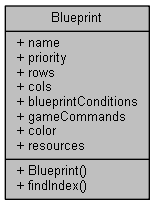 Blueprint
+ name
+ priority
+ rows
+ cols
+ blueprintConditions
+ gameCommands
+ color
+ resources
+ Blueprint()
+ findIndex()